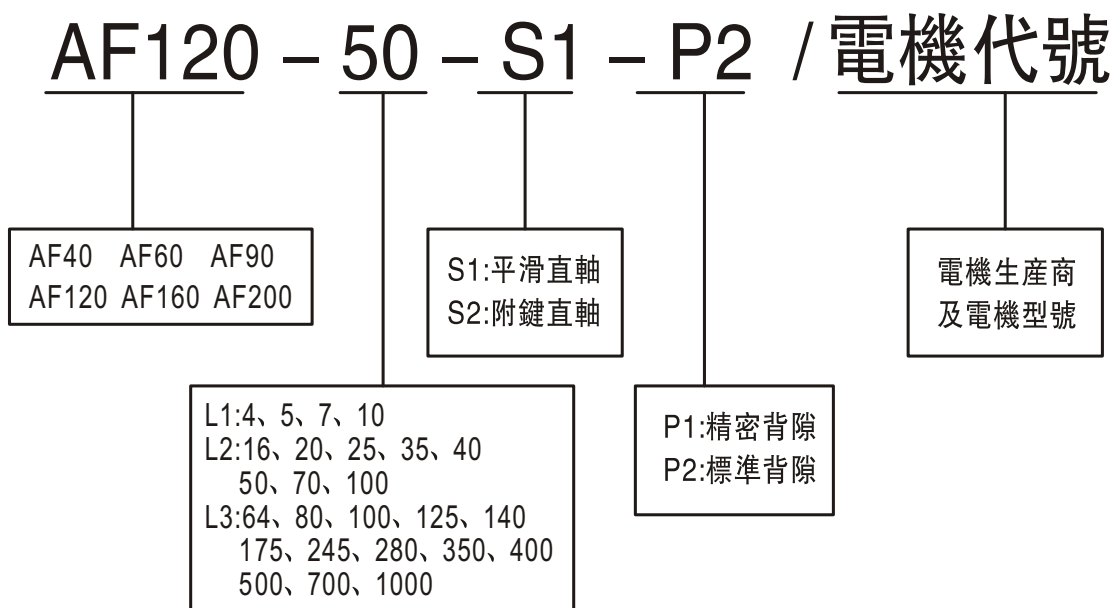 AF120 – 50 – S1 – P2 / 電機代號
AF40 AF60 AF90
AF120 AF160 AF200
S1:平滑直軸
S2:附鍵直軸
電機生産商
及電機型號
L1:4、5、7、10
L2:16、20、25、35、40
50、70、100
L3:64、80、100、125、140
175、245、280、350、400
500、700、1000
P1:精密背隙
P2:標準背隙